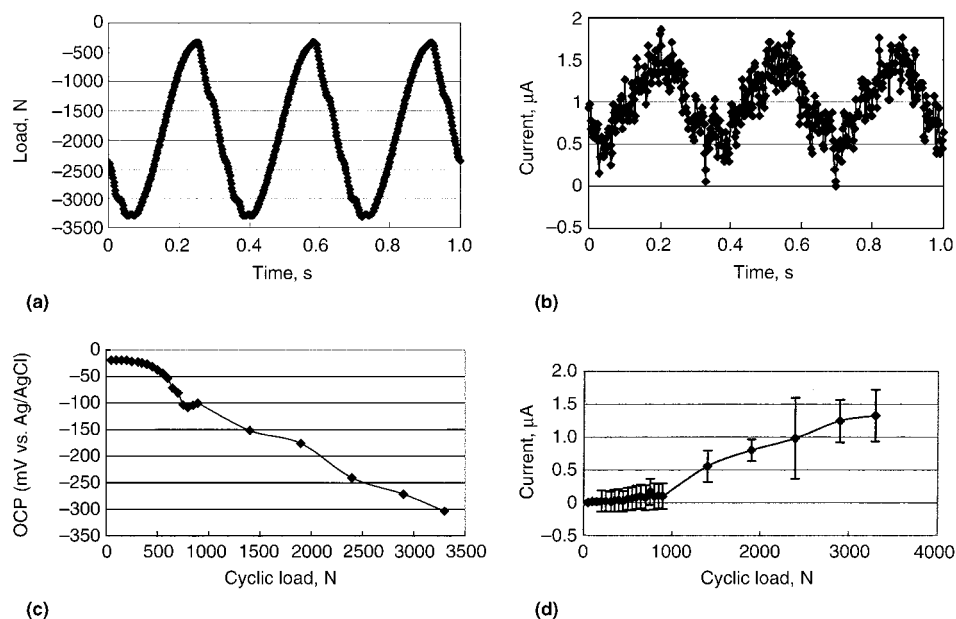 0
−500
−1000
−1500
−2000
−2500
−3000
−3500
Load, N
0 0.2 0.4 0.6 0.8 1.0
Time, s
(a)
2
1.5
1
0.5
0
−0.5
Current, µA
0 0.2 0.4 0.6 0.8 1.0
Time, s
(b)
0
−50
−100
−150
−200
−250
−300
−350
OCP (mV vs. Ag/AgCl)
0 500 1000 1500 2000 2500 3000 3500
Cyclic load, N
(c)
2.0
1.5
1.0
0.5
0
−0.5
Current, µA
0 1000 2000 3000 4000
Cyclic load, N
(d)